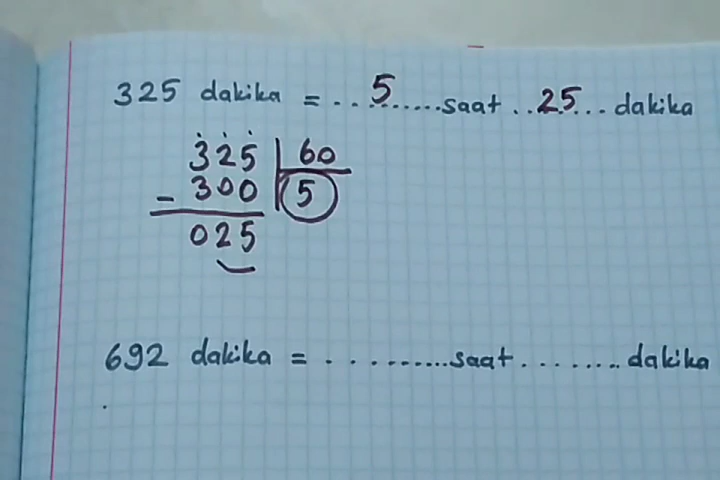 325 dakika = ..5.......saat ..25... dakika
325 | 60
- 300 | 5
025
692 dakika = ..........saat........dakika